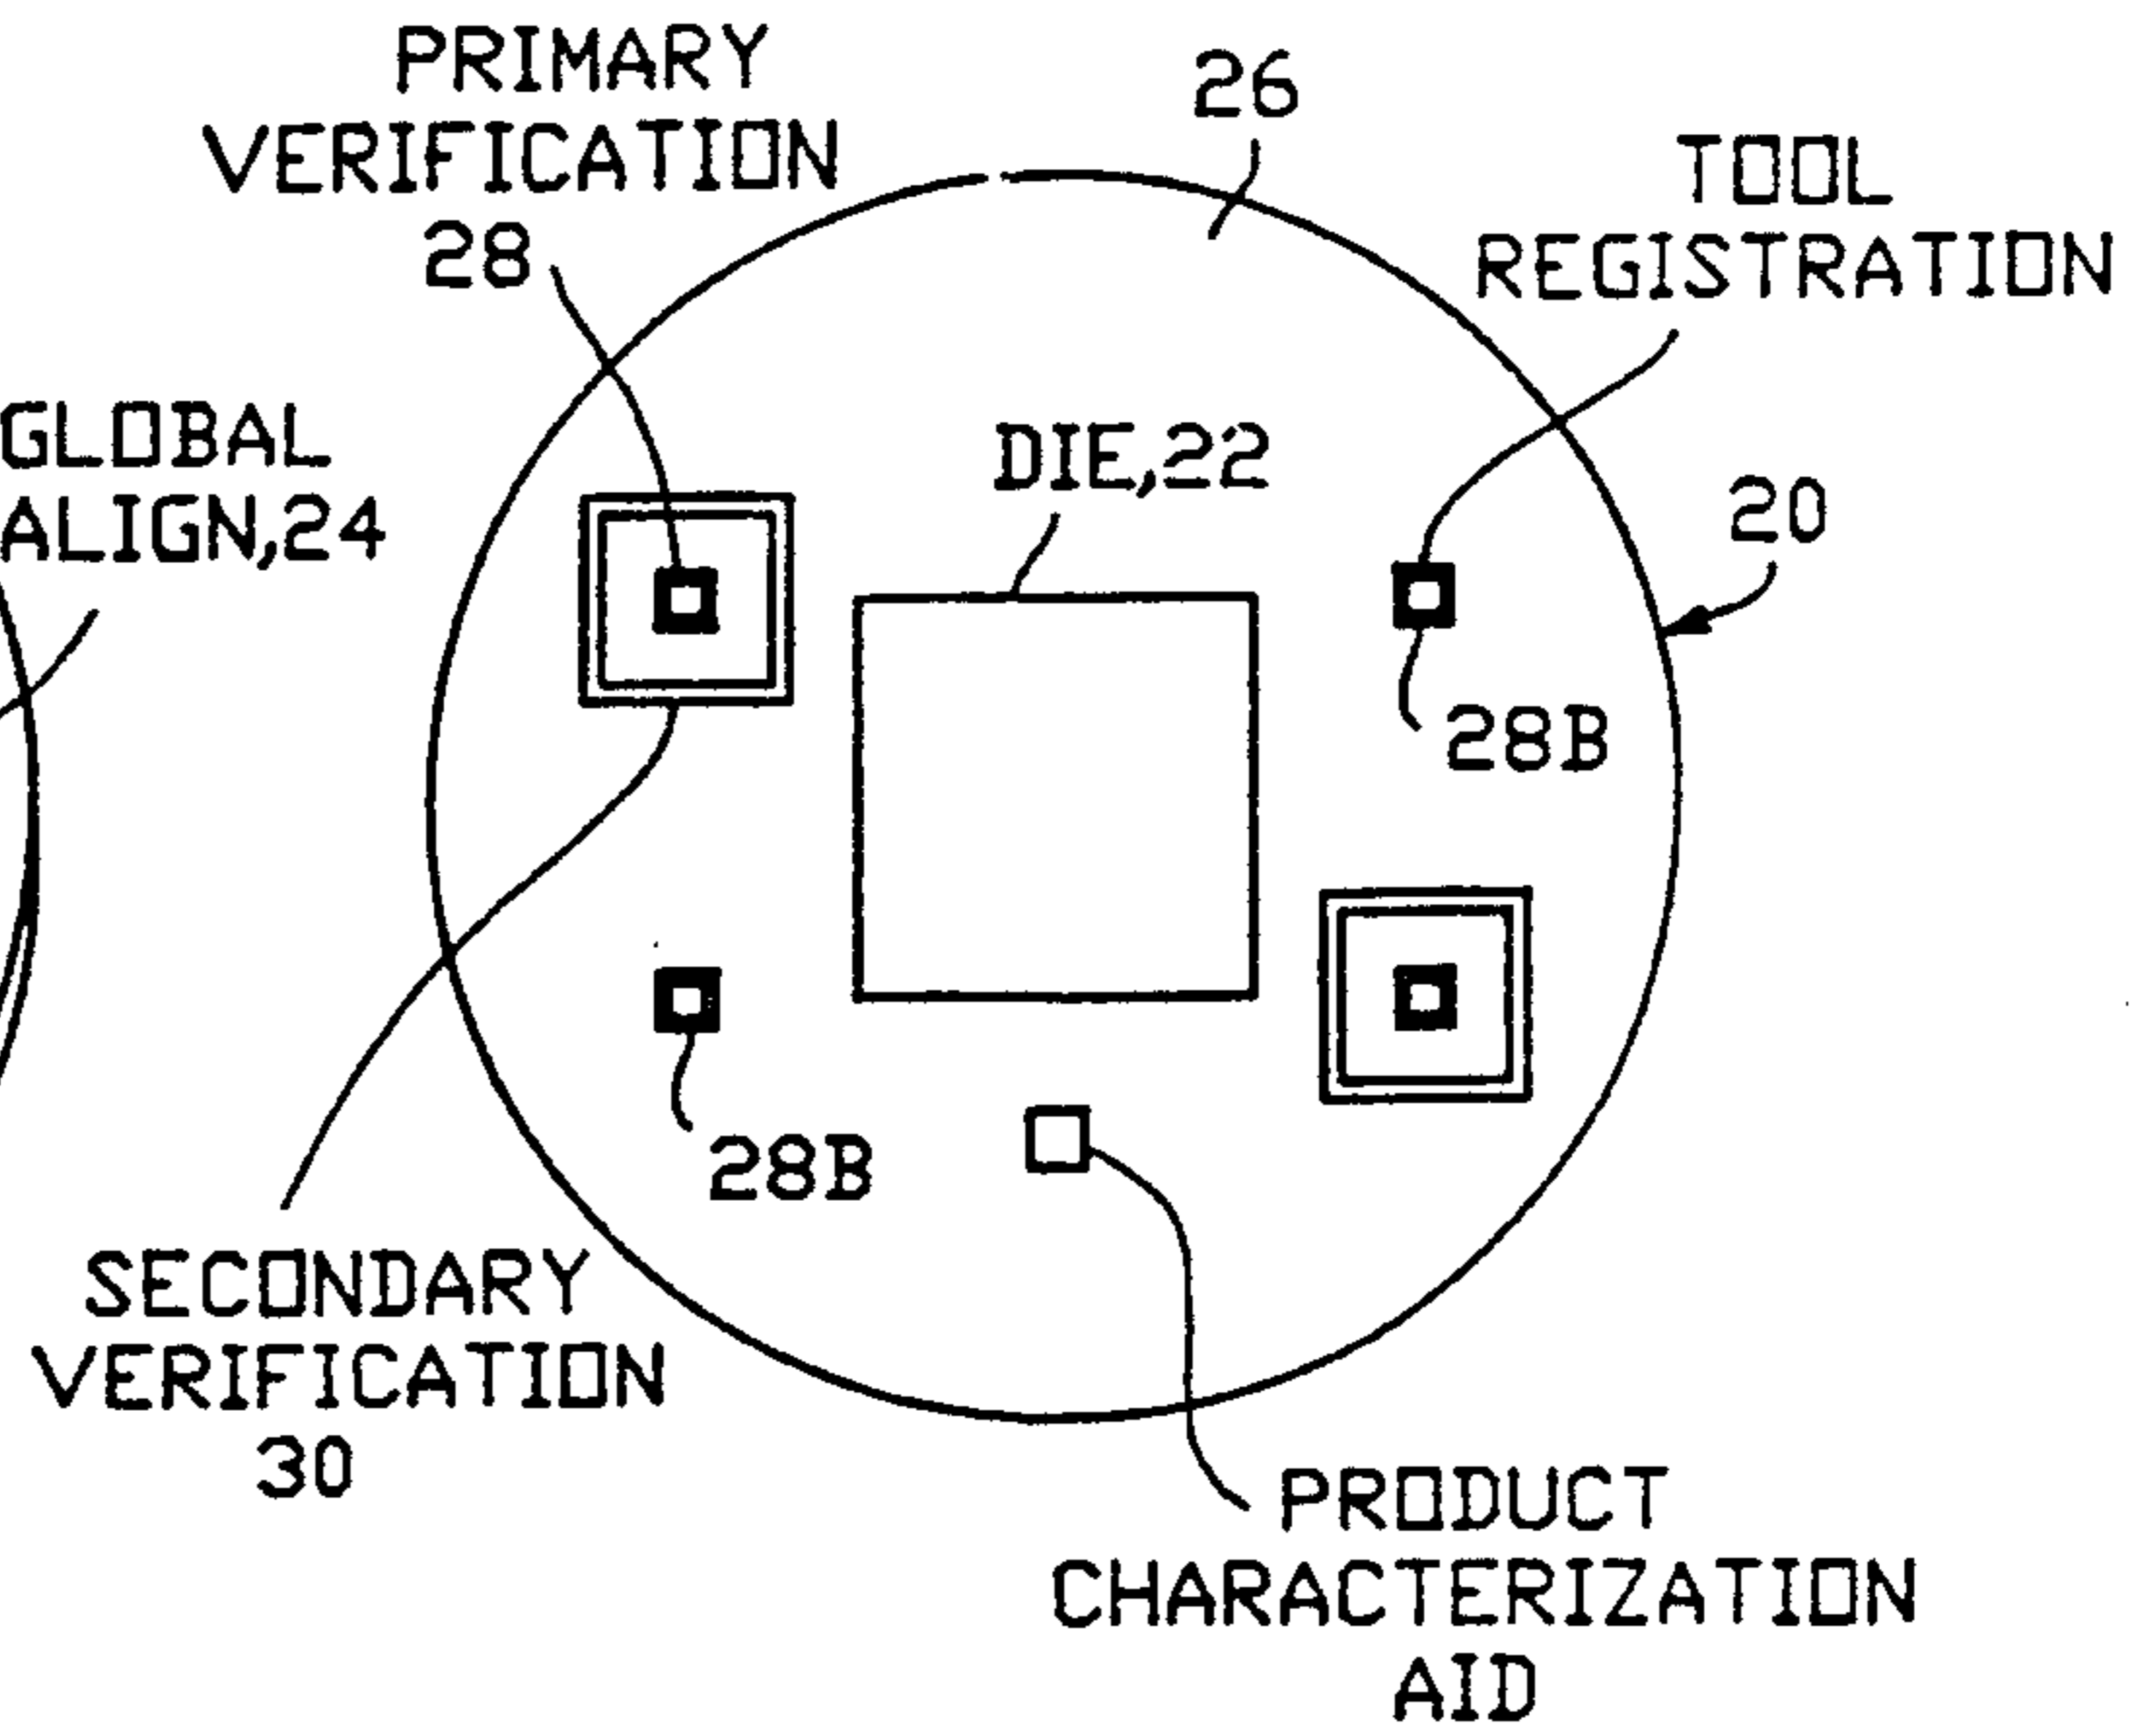 PRIMARY
VERIFICATION
28
26
TOOL
REGISTRATION
GLOBAL
ALIGN,24
DIE,22
20
28B
28B
SECONDARY
VERIFICATION
30
PRODUCT
CHARACTERIZATION
AID